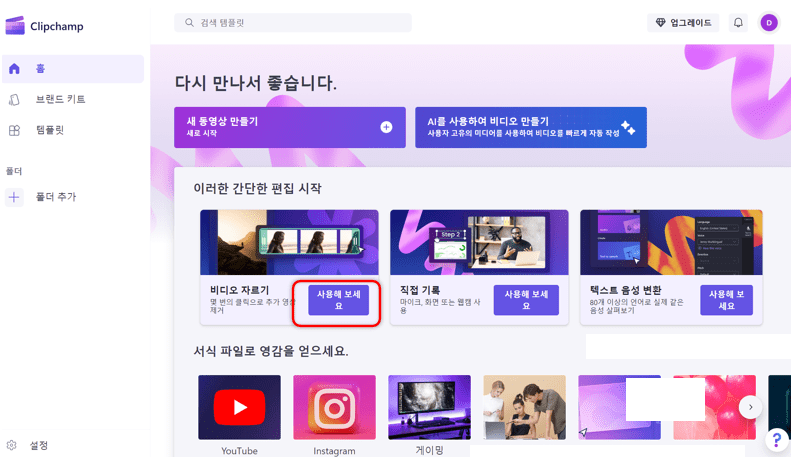 Clipchamp
검색 템플릿
업그레이드
D
홈
브랜드 키트
템플릿
폴더
폴더 추가
설정
다시 만나서 좋습니다.
새 동영상 만들기
새로 시작
AI를 사용하여 비디오 만들기
사용자 고유의 미디어를 사용하여 비디오를 빠르게 자동 작성
이러한 간단한 편집 시작
Step 2
비디오 자르기
몇 번의 클릭으로 추가 영상
제거
사용해 보세
요
직접 기록
마이크, 화면 또는 웹캠 사
용
사용해 보세
요
텍스트 음성 변환
80개 이상의 언어로 실제 같은
음성 살펴보기
사용해 보
세요
서식 파일로 영감을 얻으세요.
YouTube
Instagram
게이밍
?